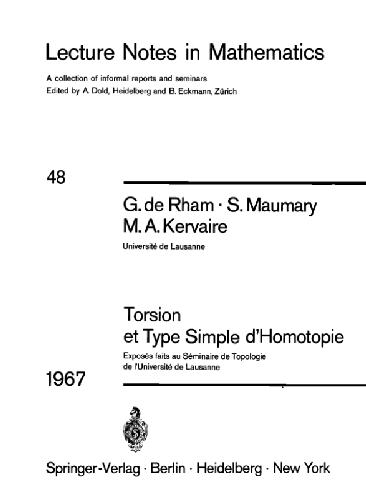 Lecture Notes in Mathematics
A collection of informal reports and seminars
Edited by A. Dold, Heidelberg and B. Eckmann, Zürich
48
G. de Rham · S. Maumary
M. A. Kervaire
Université de Lausanne
Torsion
et Type Simple d'Homotopie
Exposés faits au Séminaire de Topologie
de l'Université de Lausanne
1967
Springer-Verlag · Berlin · Heidelberg · New York